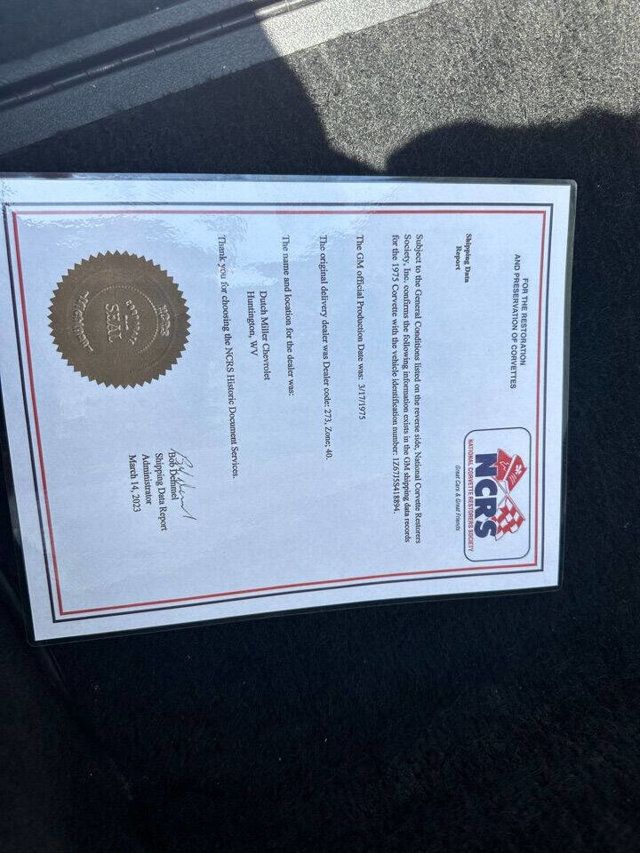 FOR THE RESTORATION
AND PRESERVATION OF CORVETTES
NCRS
NATIONAL CORVETTE RESTORERS SOCIETY
Great Cars & Great Friends
Shipping Data
Report
Subject to the General Conditions listed on the reverse side, National Corvette Restorers
Society, Inc. confirms the following information exists in the GM shipping data records
for the 1975 Corvette with the vehicle identification number: 1Z67J5S418894.
The GM official Production Date was: 3/17/1975
The original delivery dealer was Dealer code: 273, Zone; 40.
The name and location for the dealer was:
Dutch Miller Chevrolet
Huntington, WV
Thank you for choosing the NCRS Historic Document Services.
Bob Dehmel
Shipping Data Report
Administrator
March 14, 2023
NCRS
SEAL